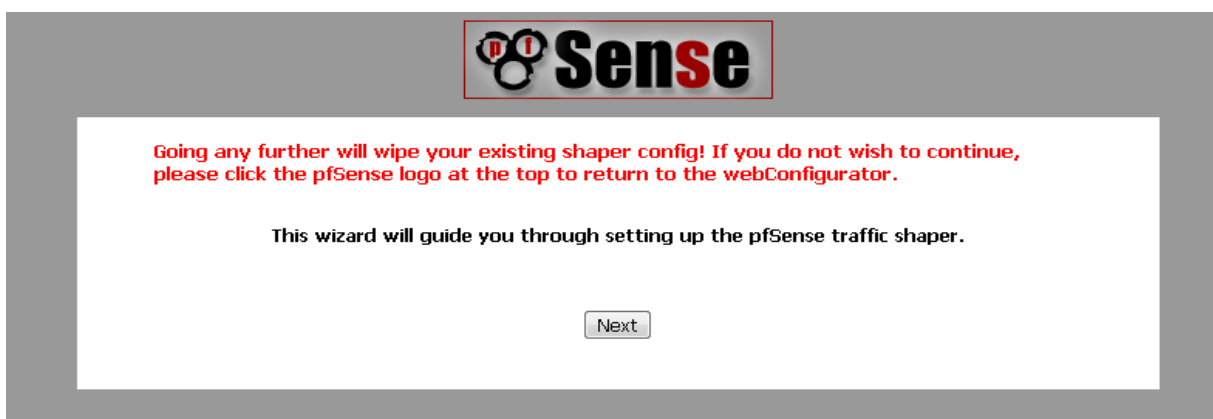 pf Sense
Going any further will wipe your existing shaper config! If you do not wish to continue,
please click the pfSense logo at the top to return to the webConfigurator.
This wizard will guide you through setting up the pfSense traffic shaper.
Next